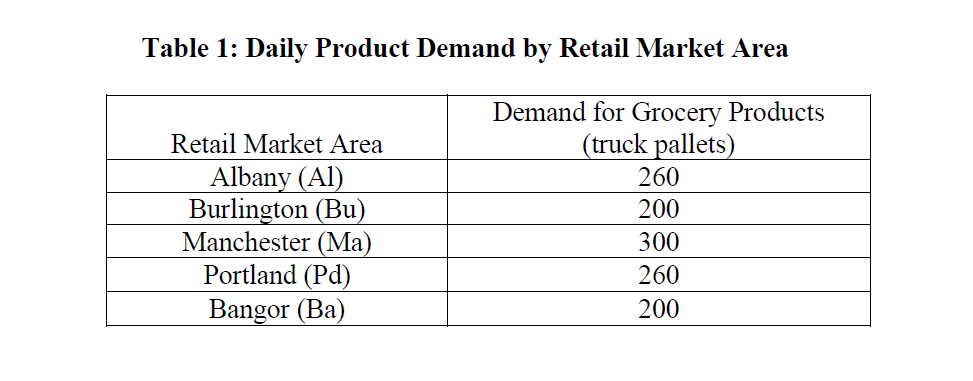 Table 1: Daily Product Demand by Retail Market Area
Retail Market Area
Demand for Grocery Products
(truck pallets)
Albany (Al) 260
Burlington (Bu) 200
Manchester (Ma) 300
Portland (Pd) 260
Bangor (Ba) 200